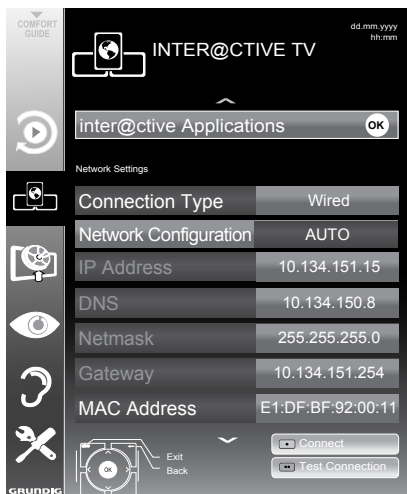 COMFORT
GUIDE
INTER@CTIVE TV
dd.mm.yyyy
hh:mm
inter@ctive Applications OK
Network Settings
Connection Type Wired
Network Configuration AUTO
IP Address 10.134.151.15
DNS 10.134.150.8
Netmask 255.255.255.0
Gateway 10.134.151.254
MAC Address E1:DF:BF:92:00:11
OK
Exit
Back
Connect
Test Connection
GRUNDIG